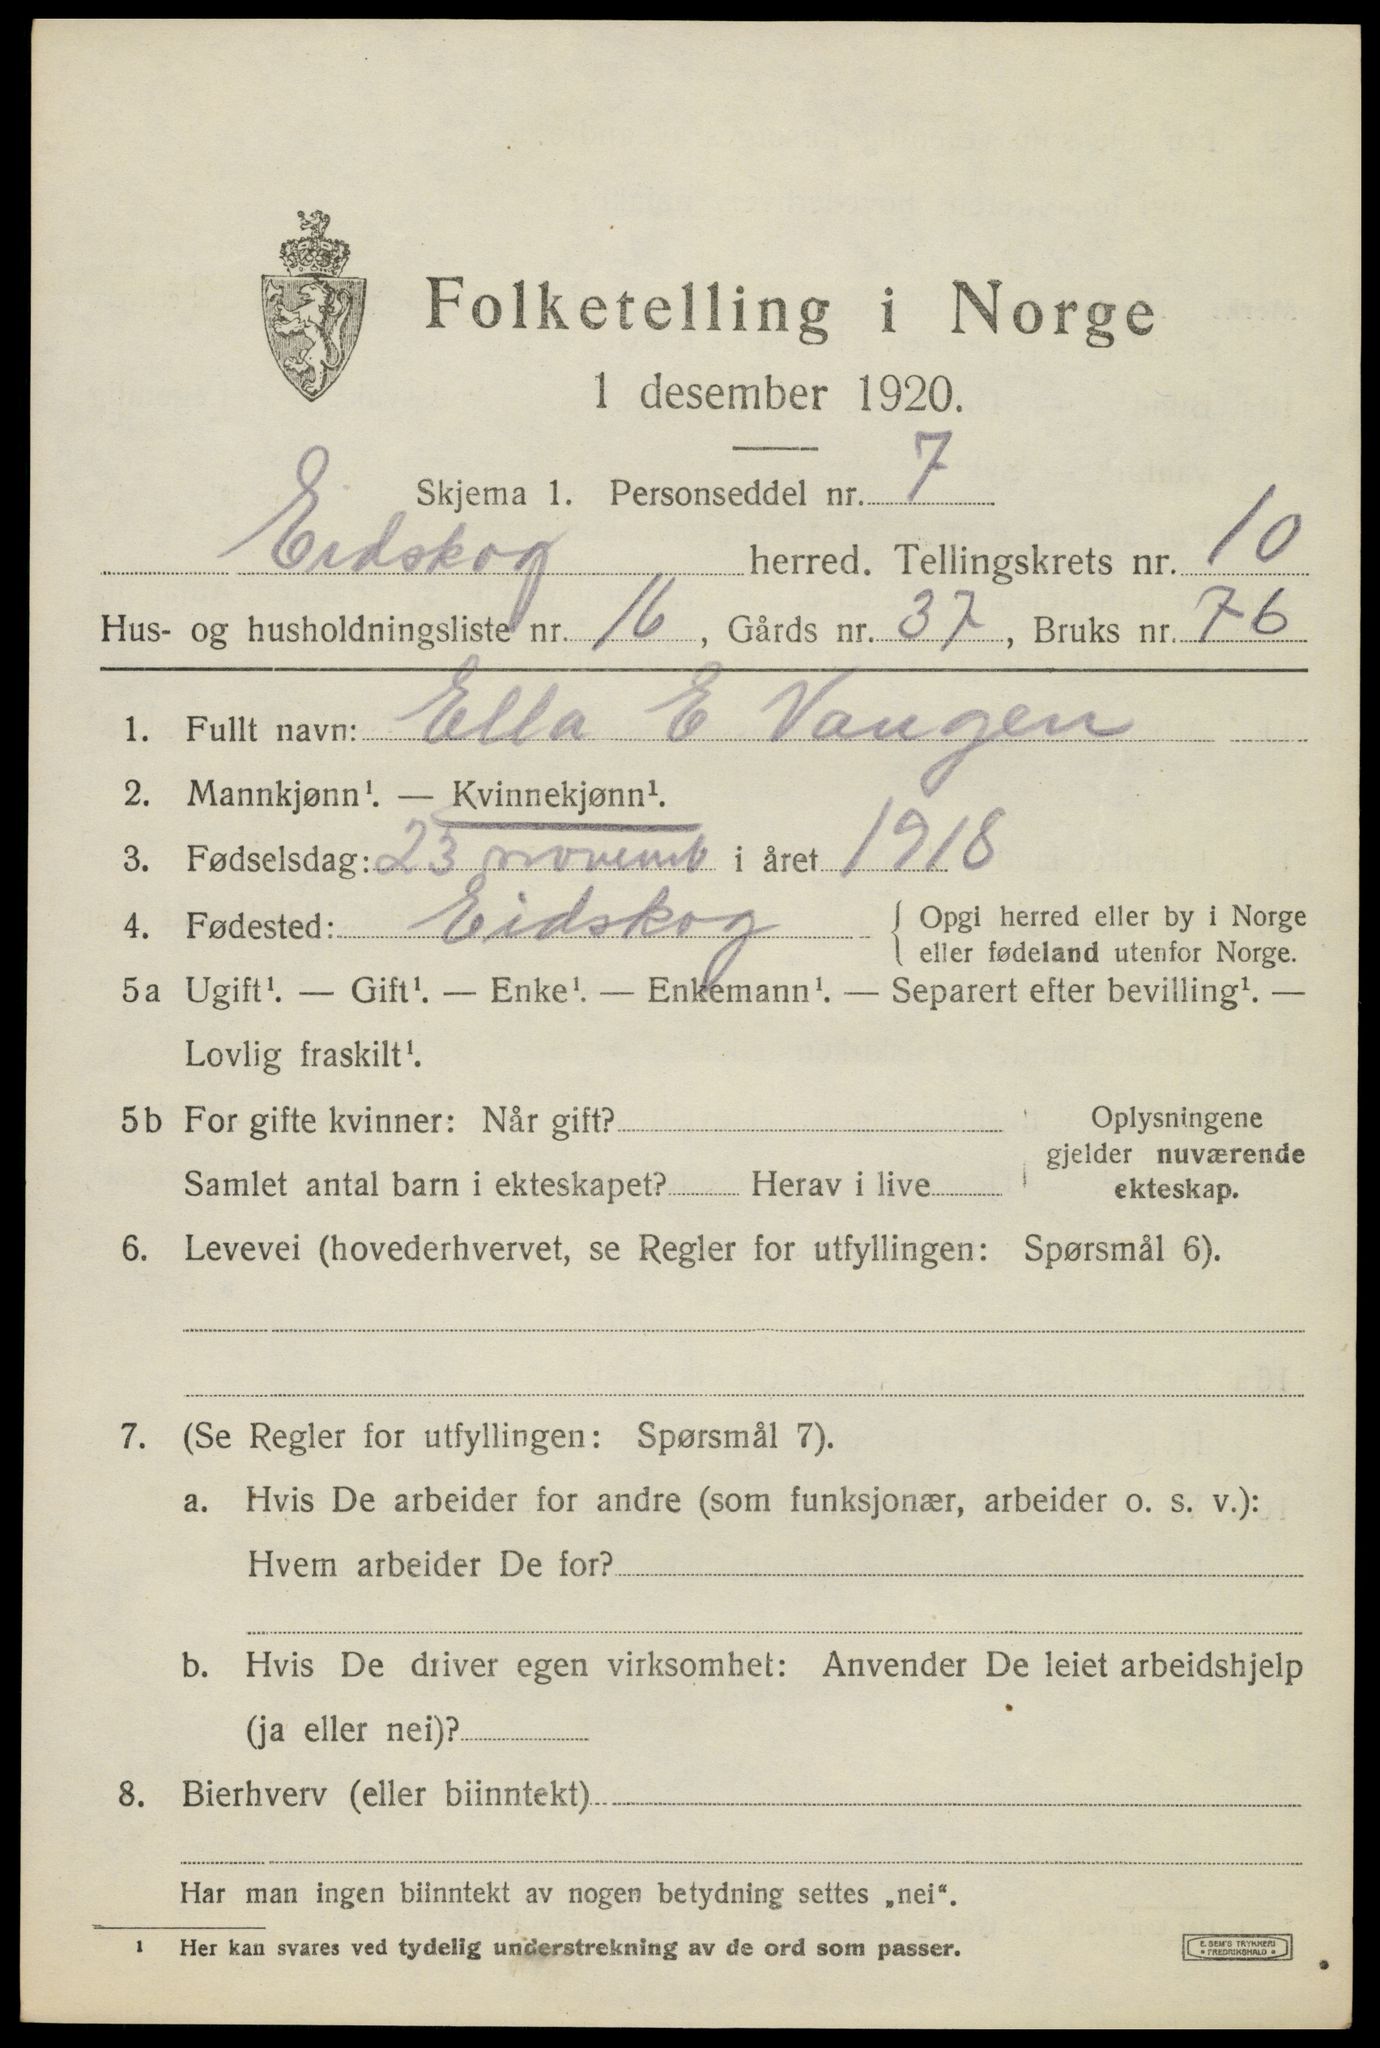 Folketelling i Norge
1 desember 1920.
Skjema 1. Personseddel nr. 7
Eidskog herred. Tellingskrets nr. 10
Hus- og husholdningsliste nr. 16, Gårds nr. 37, Bruks nr. 76
1. Fullt navn: Ella E Vangen
2. Mannkjønn¹. — Kvinnekjønn¹.
3. Fødselsdag: 23 novemb i året 1918
4. Fødested: Eidskog { Opgi herred eller by i Norge
eller fødeland utenfor Norge.
5a Ugift¹. — Gift¹. — Enke¹. — Enkemann¹. — Separert efter bevilling¹. —
Lovlig fraskilt¹.
5b For gifte kvinner: Når gift? Oplysningene
gjelder nuværende
Samlet antal barn i ekteskapet? Herav i live ekteskap.
6. Levevei (hovederhvervet, se Regler for utfyllingen: Spørsmål 6).
7. (Se Regler for utfyllingen: Spørsmål 7).
a. Hvis De arbeider for andre (som funksjonær, arbeider o. s. v.):
Hvem arbeider De for?
b. Hvis De driver egen virksomhet: Anvender De leiet arbeidshjelp
(ja eller nei)?
8. Bierhverv (eller biinntekt)
Har man ingen biinntekt av nogen betydning settes „nei“.
¹ Her kan svares ved tydelig understrekning av de ord som passer.
E. SEM'S TRYKKERI
• FREDRIKSHALD •